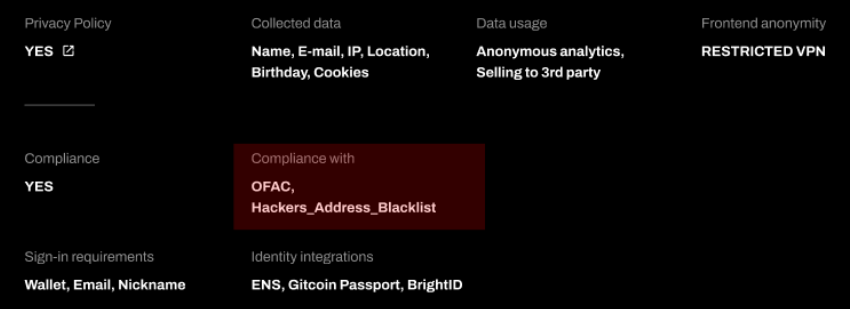 Privacy Policy
YES
Collected data
Name, E-mail, IP, Location,
Birthday, Cookies
Data usage
Anonymous analytics,
Selling to 3rd party
Frontend anonymity
RESTRICTED VPN
Compliance
YES
Compliance with
OFAC,
Hackers_Address_Blacklist
Sign-in requirements
Wallet, Email, Nickname
Identity integrations
ENS, Gitcoin Passport, BrightID